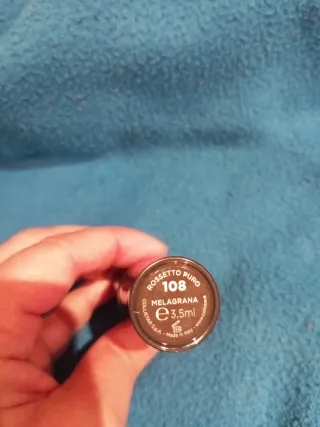 ROSSETTO PURO
108
MELAGRANA
e 3,5ml
COLLISTAR S.p.A. - Made in Italy